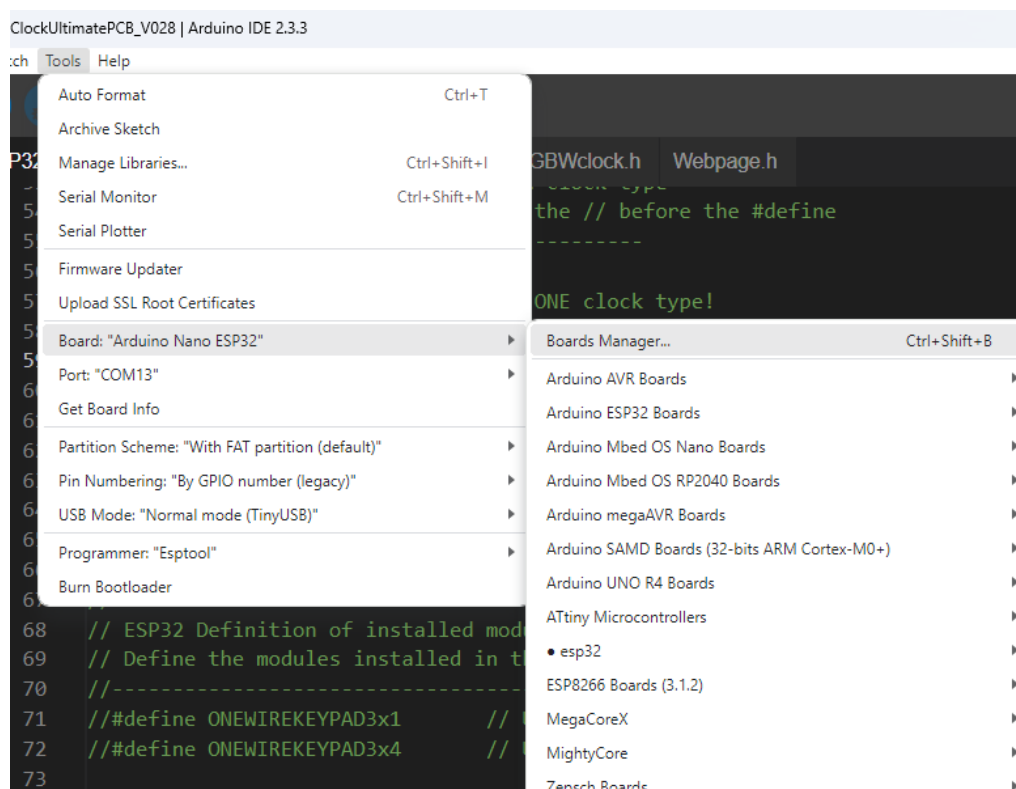 ClockUltimatePCB_V028 | Arduino IDE 2.3.3
Tools Help
Auto Format Ctrl+T
Archive Sketch
Manage Libraries... Ctrl+Shift+I
Serial Monitor Ctrl+Shift+M
Serial Plotter
Firmware Updater
Upload SSL Root Certificates
Board: "Arduino Nano ESP32"
Port: "COM13"
Get Board Info
Partition Scheme: "With FAT partition (default)"
Pin Numbering: "By GPIO number (legacy)"
USB Mode: "Normal mode (TinyUSB)"
Programmer: "Esptool"
Burn Bootloader
GBWclock.h Webpage.h
clock type
the // before the #define
---------
ONE clock type!
Boards Manager... Ctrl+Shift+B
Arduino AVR Boards
Arduino ESP32 Boards
Arduino Mbed OS Nano Boards
Arduino Mbed OS RP2040 Boards
Arduino megaAVR Boards
Arduino SAMD Boards (32-bits ARM Cortex-M0+)
Arduino UNO R4 Boards
ATtiny Microcontrollers
• esp32
ESP8266 Boards (3.1.2)
MegaCoreX
MightyCore
Zensch Boards
68 // ESP32 Definition of installed mod
69 // Define the modules installed in t
70 //-----------------------------------
71 //#define ONEWIREKEYPAD3x1 //
72 //#define ONEWIREKEYPAD3x4 //
73